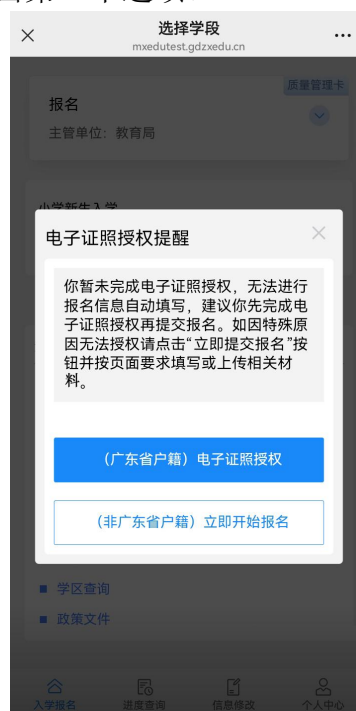 选择学段
mxedutest.gdzxedu.cn
质量管理卡
报名
主管单位：教育局
小学新生入学
电子证照授权提醒
你暂未完成电子证照授权，无法进行
报名信息自动填写，建议你先完成电
子证照授权再提交报名。如因特殊原
因无法授权请点击“立即提交报名”按
钮并按页面要求填写或上传相关材
料。
（广东省户籍）电子证照授权
（非广东省户籍）立即开始报名
学区查询
政策文件
入学报名
进度查询
信息修改
个人中心